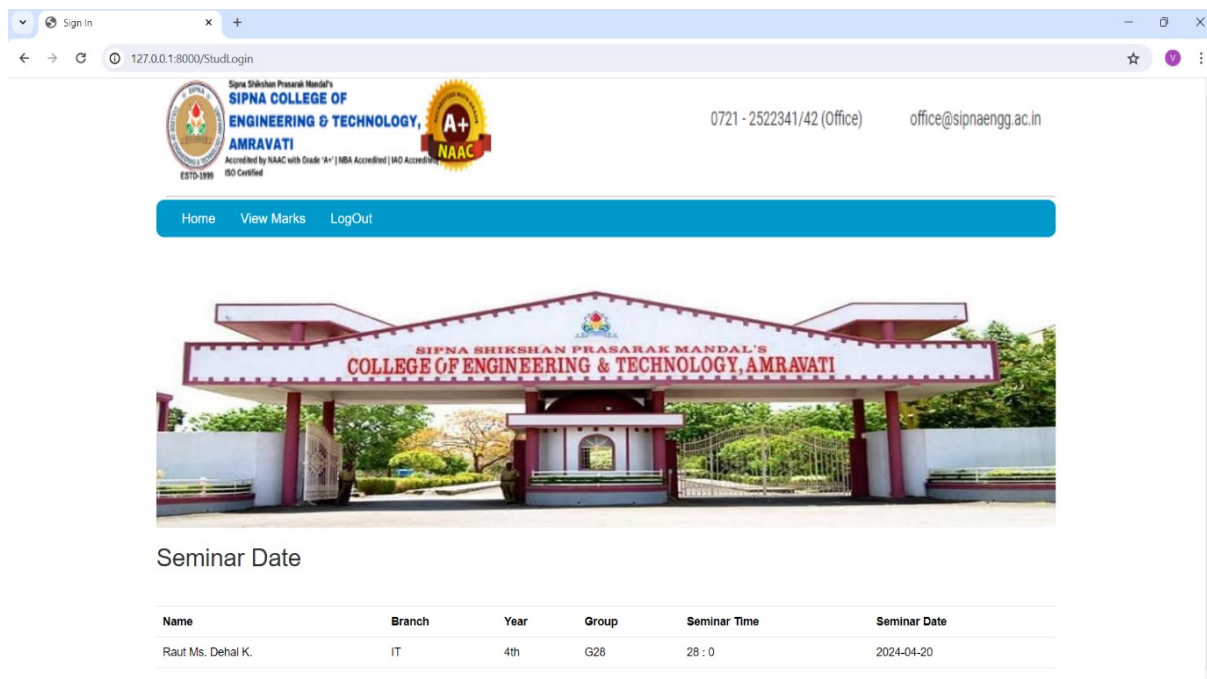 Sign In
127.0.0.1:8000/StudLogin
V
SIPNA
ESTD-1999
Sipna Shikshan Prasarak Mandal's
SIPNA COLLEGE OF
ENGINEERING & TECHNOLOGY,
AMRAVATI
Accredited by NAAC with Grade 'A+' | NBA Accredited | IAO Accredited
ISO Certified
A+
NAAC
0721 - 2522341/42 (Office) office@sipnaengg.ac.in
Home View Marks LogOut
SIPNA SHIKSHAN PRASARAK MANDAL'S
COLLEGE OF ENGINEERING & TECHNOLOGY, AMRAVATI
Seminar Date
Name Branch Year Group Seminar Time Seminar Date
Raut Ms. Dehal K. IT 4th G28 28 : 0 2024-04-20